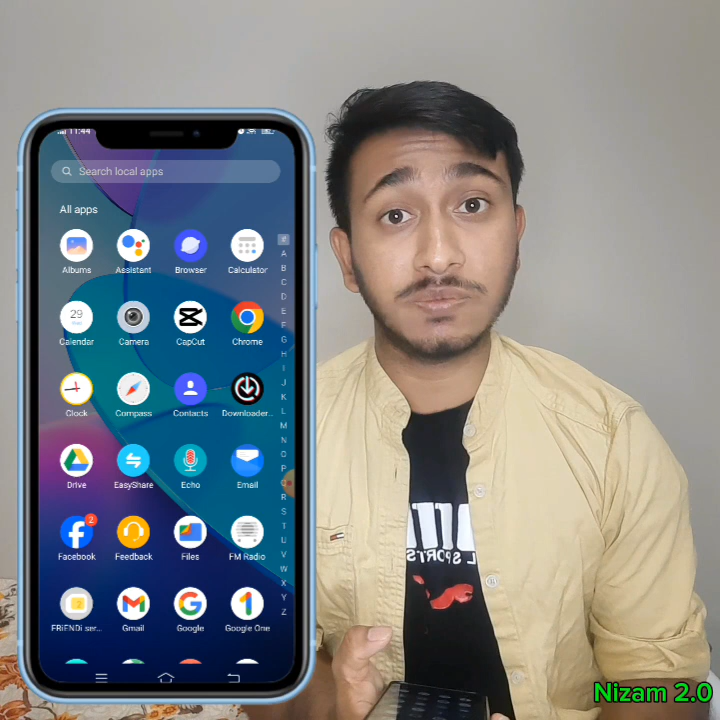 11:44
Search local apps
All apps
#
Albums Assistant Browser Calculator
A
B
C
D
29
E
Calendar Camera CapCut Chrome
F
G
H
I
J
K
Clock Compass Contacts Downloader...
L
M
N
O
P
Drive EasyShare Echo Email
R
S
2
T
U
Facebook Feedback Files FM Radio
V
W
X
2
Y
Z
FRiENDi ser... Gmail Google Google One
SPORTS
Nizam 2.0